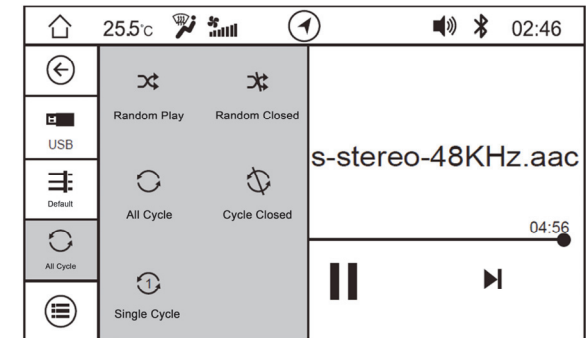 25.5°C
02:46
USB
Default
All Cycle
Random Play
Random Closed
All Cycle
Cycle Closed
1
Single Cycle
s-stereo-48KHz.aac
04:56